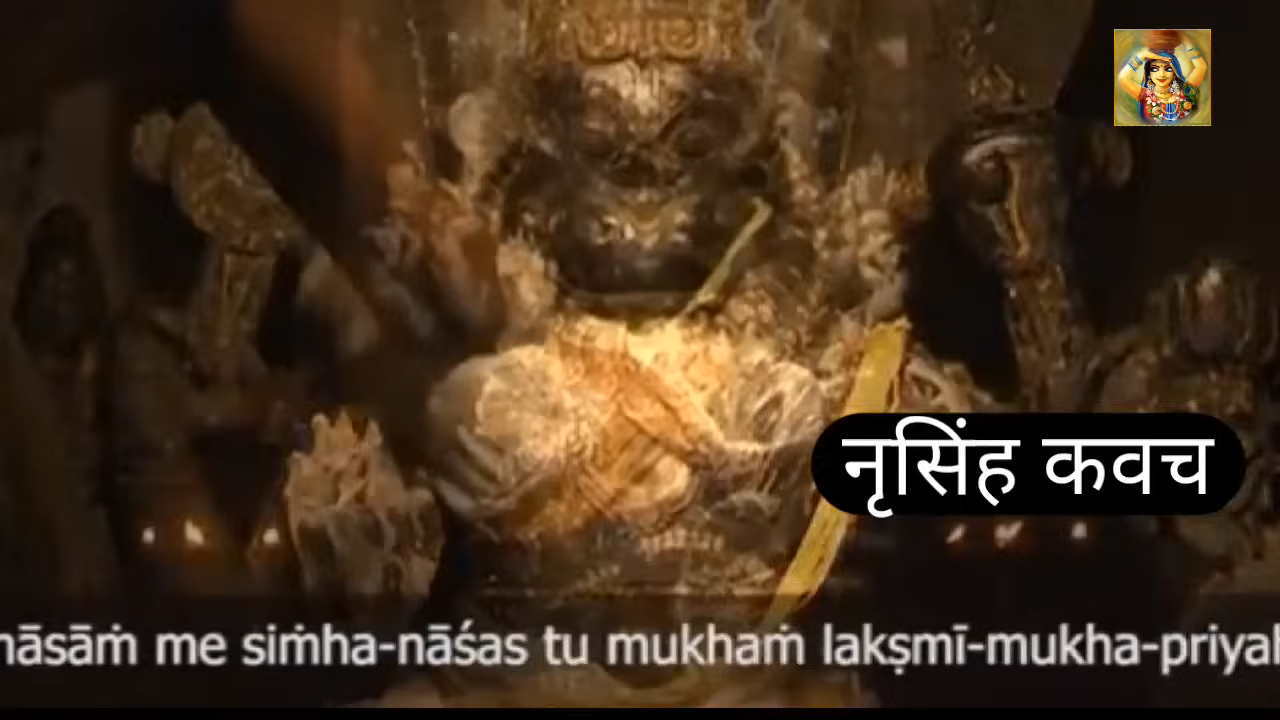 नृसिंह कवच
nāsāṁ me siṁha-nāśas tu mukhaṁ lakṣmī-mukha-priyaḥ